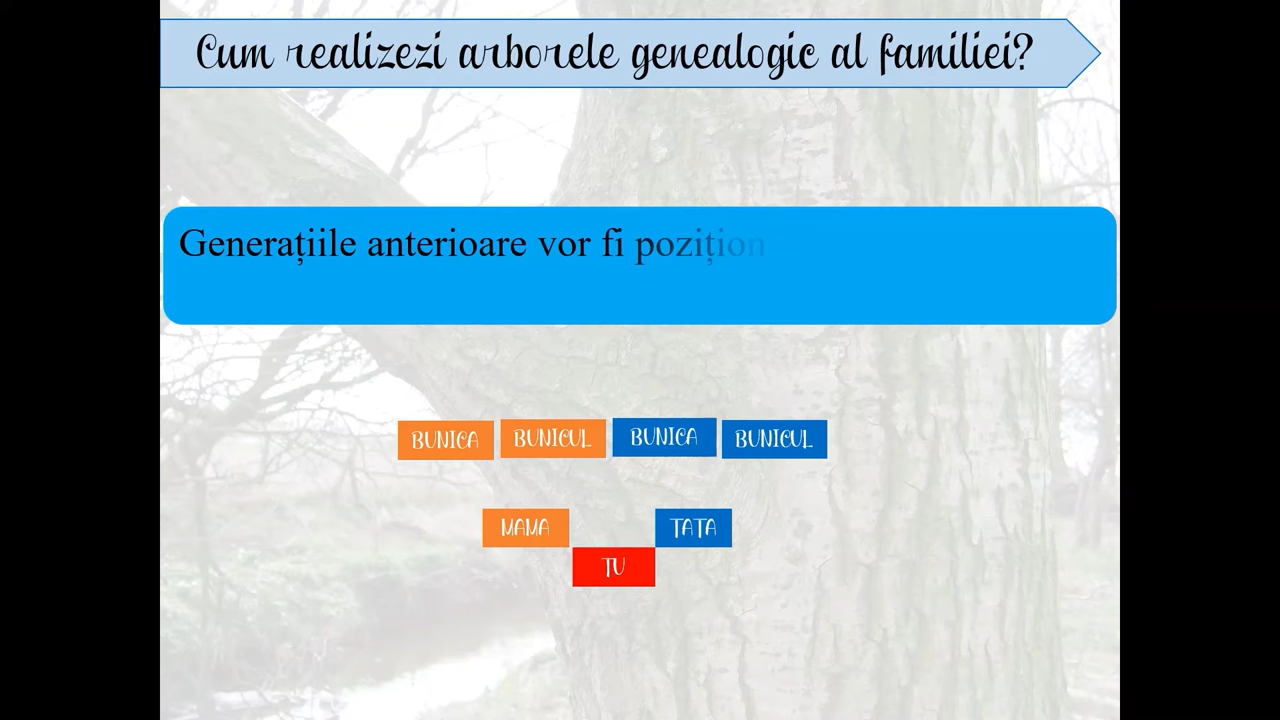 Cum realizezi arborele genealogic al familiei?
Generațiile anterioare vor fi pozițion
BUNICA BUNICUL BUNICA BUNICUL
MAMA TATA
TU